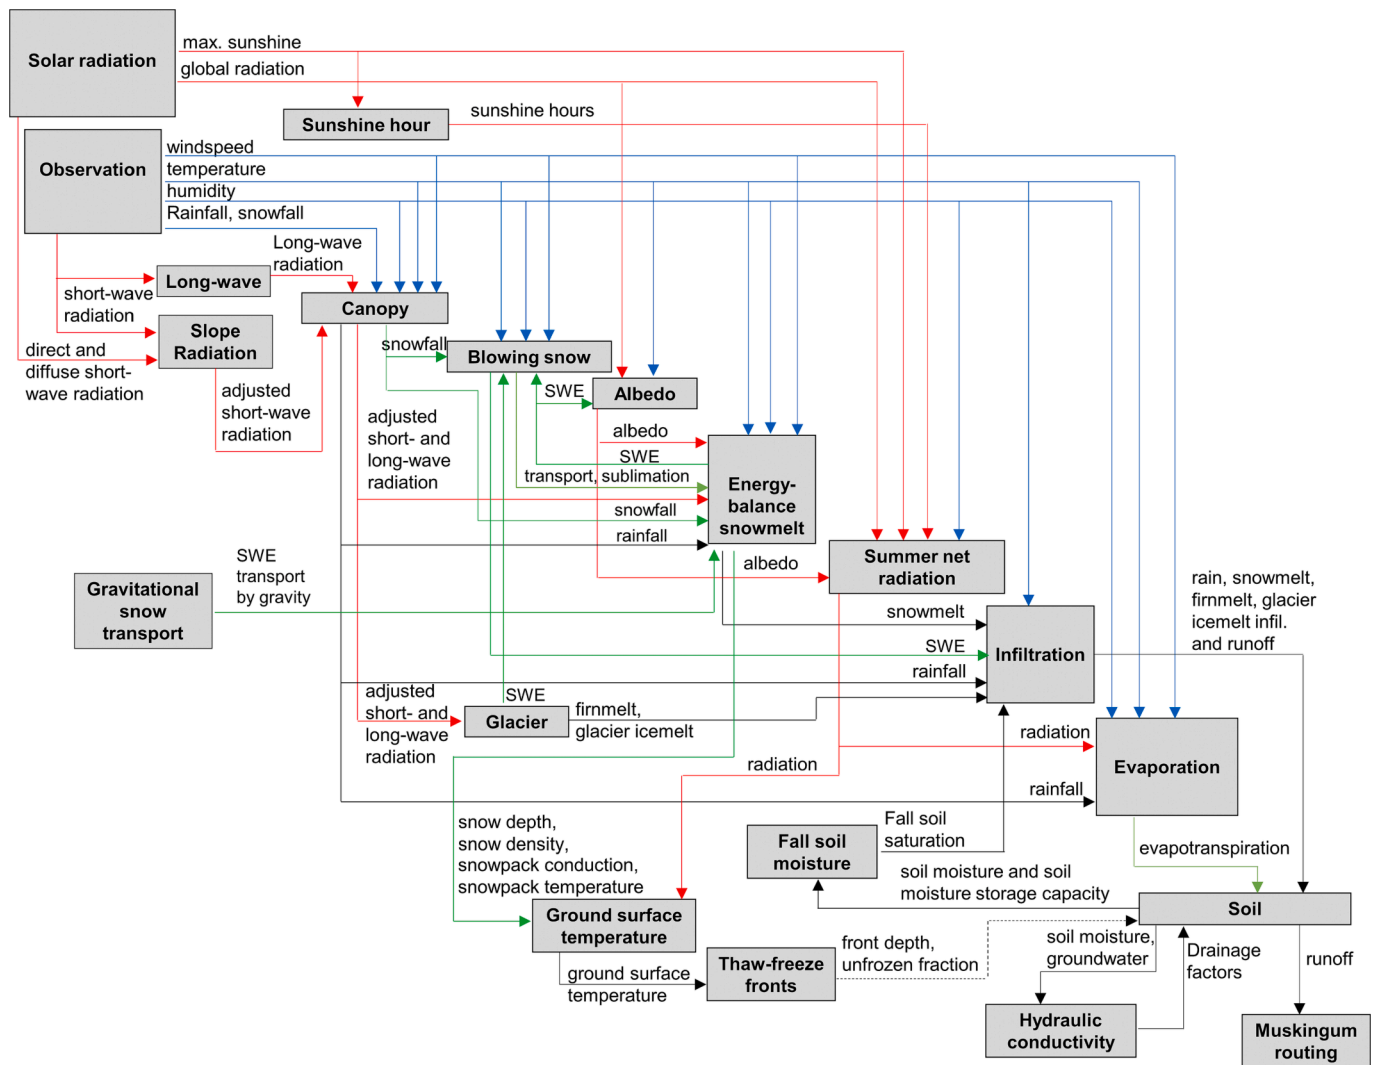 max. sunshine
Solar radiation
global radiation
sunshine hours
Sunshine hour
windspeed
Observation
temperature
humidity
Rainfall, snowfall
Long-wave
radiation
Long-wave
short-wave
radiation
Canopy
Slope
Radiation
direct and
diffuse short-
wave radiation
snowfall
Blowing snow
adjusted
short-wave
radiation
SWE
Albedo
adjusted
short- and
long-wave
radiation
albedo
SWE
transport, sublimation
Energy-
balance
snowmelt
snowfall
rainfall
Summer net
radiation
albedo
SWE
transport
by gravity
Gravitational
snow
transport
rain, snowmelt,
firnmelt, glacier
icemelt infil.
and runoff
snowmelt
SWE
Infiltration
rainfall
adjusted
short- and
long-wave
radiation
SWE
Glacier
firnmelt,
glacier icemelt
radiation
radiation
Evaporation
rainfall
snow depth,
snow density,
snowpack conduction,
snowpack temperature
Fall soil
moisture
Fall soil
saturation
evapotranspiration
soil moisture and soil
moisture storage capacity
Soil
Ground surface
temperature
front depth,
unfrozen fraction
soil moisture,
groundwater
Drainage
factors
runoff
ground surface
temperature
Thaw-freeze
fronts
Hydraulic
conductivity
Muskingum
routing